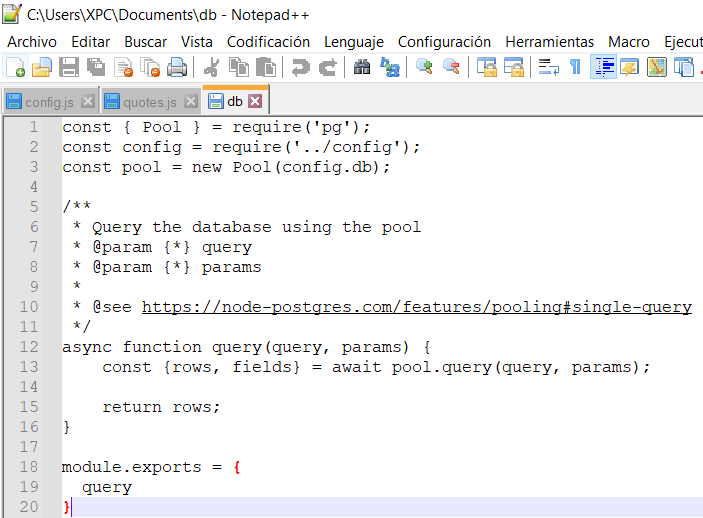 C:\Users\XPC\Documents\db - Notepad++
Archivo Editar Buscar Vista Codificación Lenguaje Configuración Herramientas Macro Ejecut
config.js quotes.js db
1 const { Pool } = require('pg');
2 const config = require('../config');
3 const pool = new Pool(config.db);
4
5 /**
6  * Query the database using the pool
7  * @param {*} query
8  * @param {*} params
9  *
10  * @see https://node-postgres.com/features/pooling#single-query
11  */
12 async function query(query, params) {
13     const {rows, fields} = await pool.query(query, params);
14
15     return rows;
16 }
17
18 module.exports = {
19   query
20 }